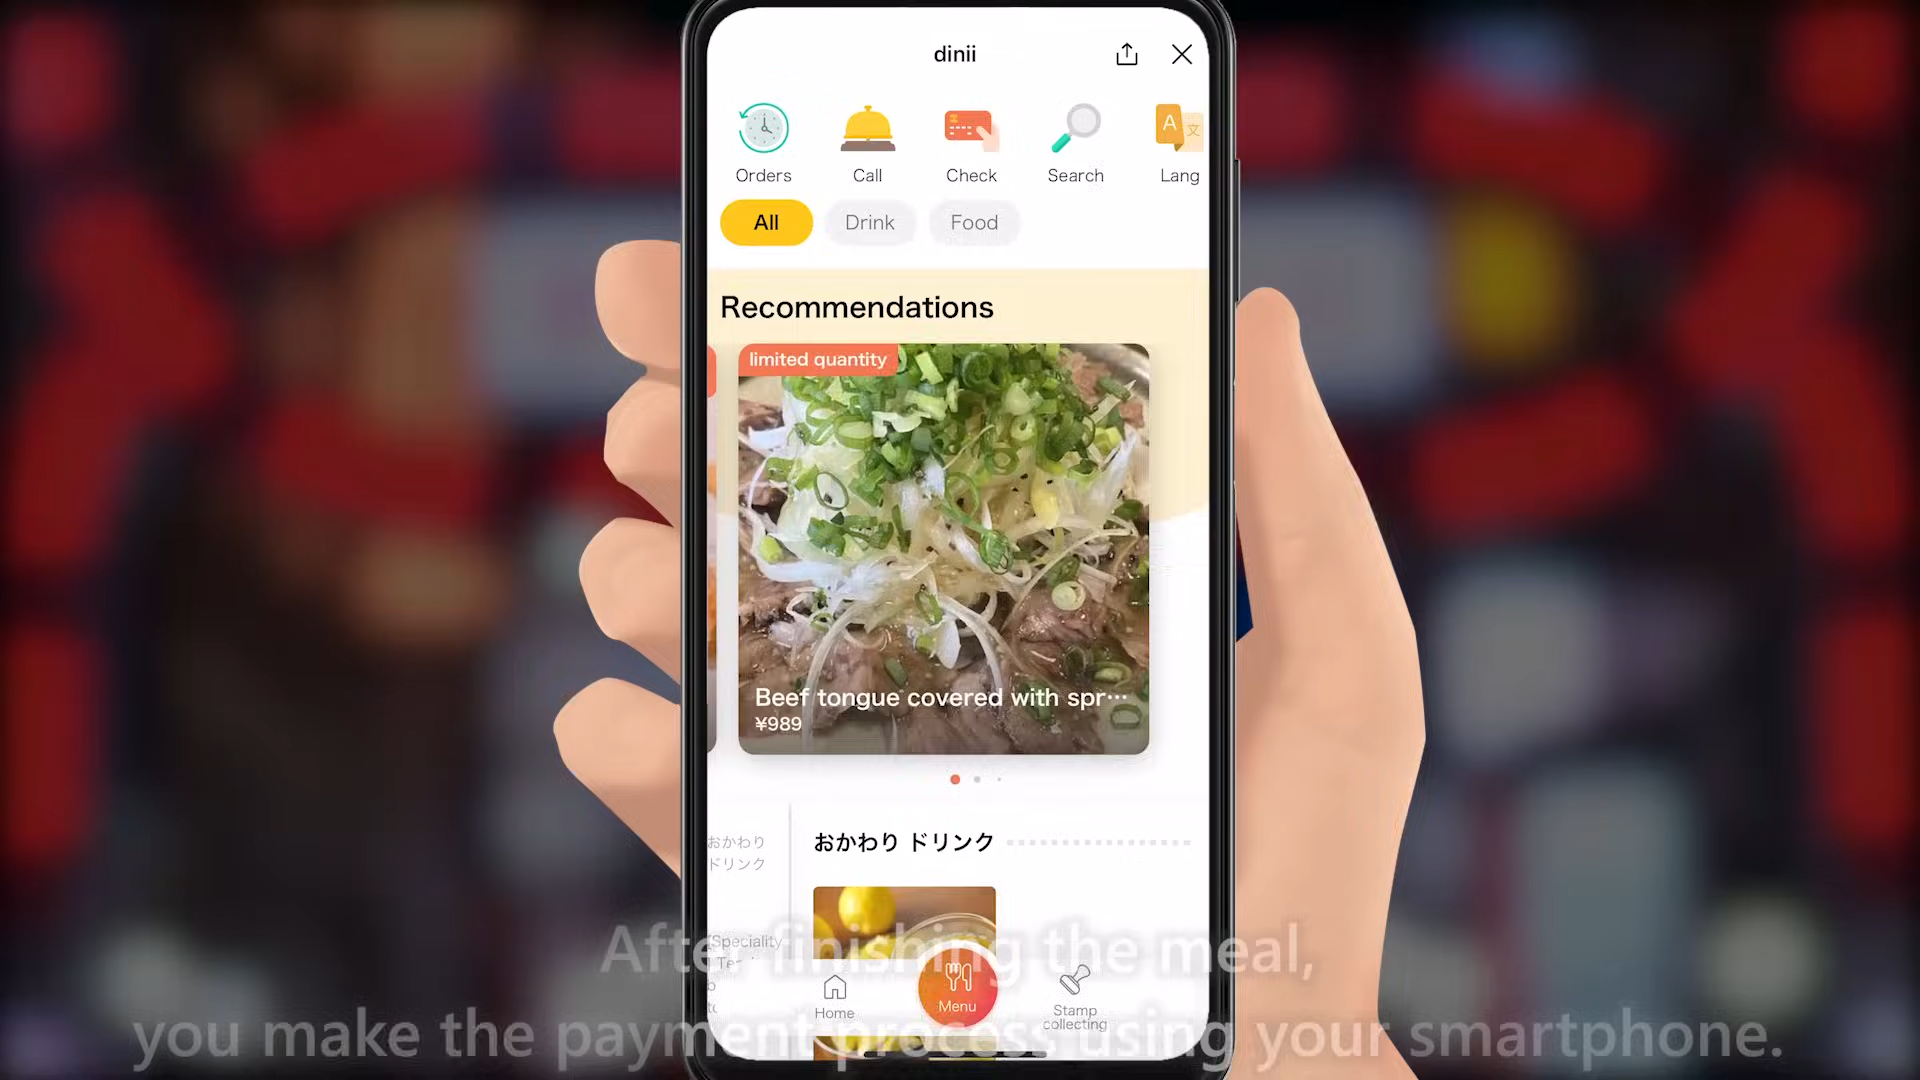 dinii
Orders
Call
Check
Search
Lang
A
文
All
Drink
Food
Recommendations
limited quantity
Beef tongue covered with spr…
¥989
おかわり
ドリンク
おかわり ドリンク
Speciality
Home
Menu
Stamp
collecting
After finishing the meal,
you make the payment process using your smartphone.